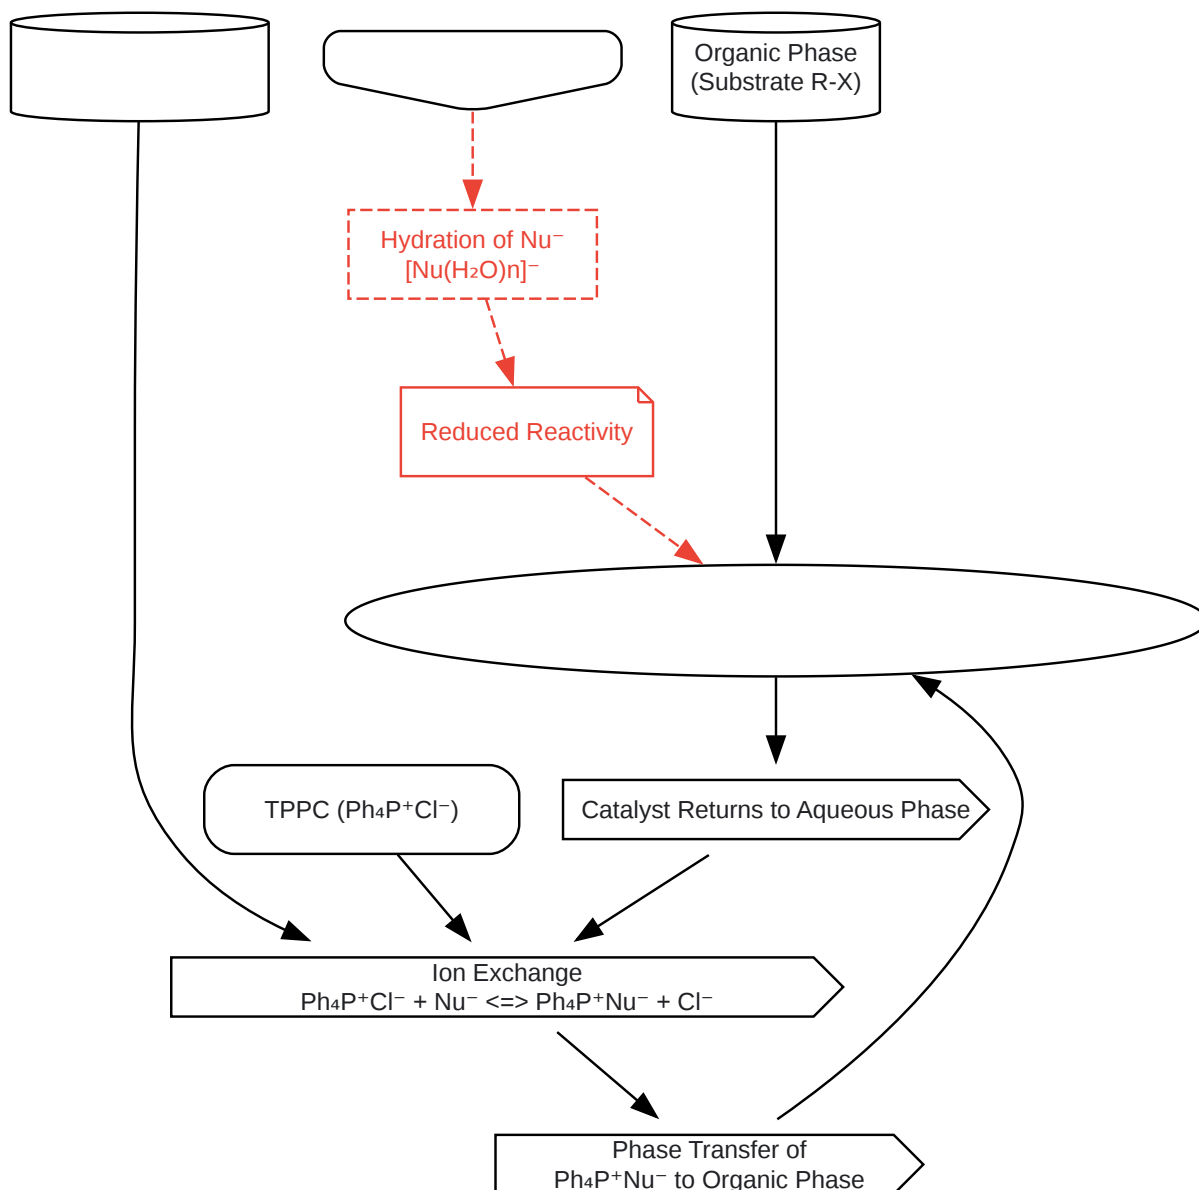 Organic Phase
(Substrate R-X)
Hydration of Nu⁻
[Nu(H₂O)n]⁻
Reduced Reactivity
TPPC (Ph₄P⁺Cl⁻)
Catalyst Returns to Aqueous Phase
Ion Exchange
Ph₄P⁺Cl⁻ + Nu⁻ <=> Ph₄P⁺Nu⁻ + Cl⁻
Phase Transfer of
Ph₄P⁺Nu⁻ to Organic Phase